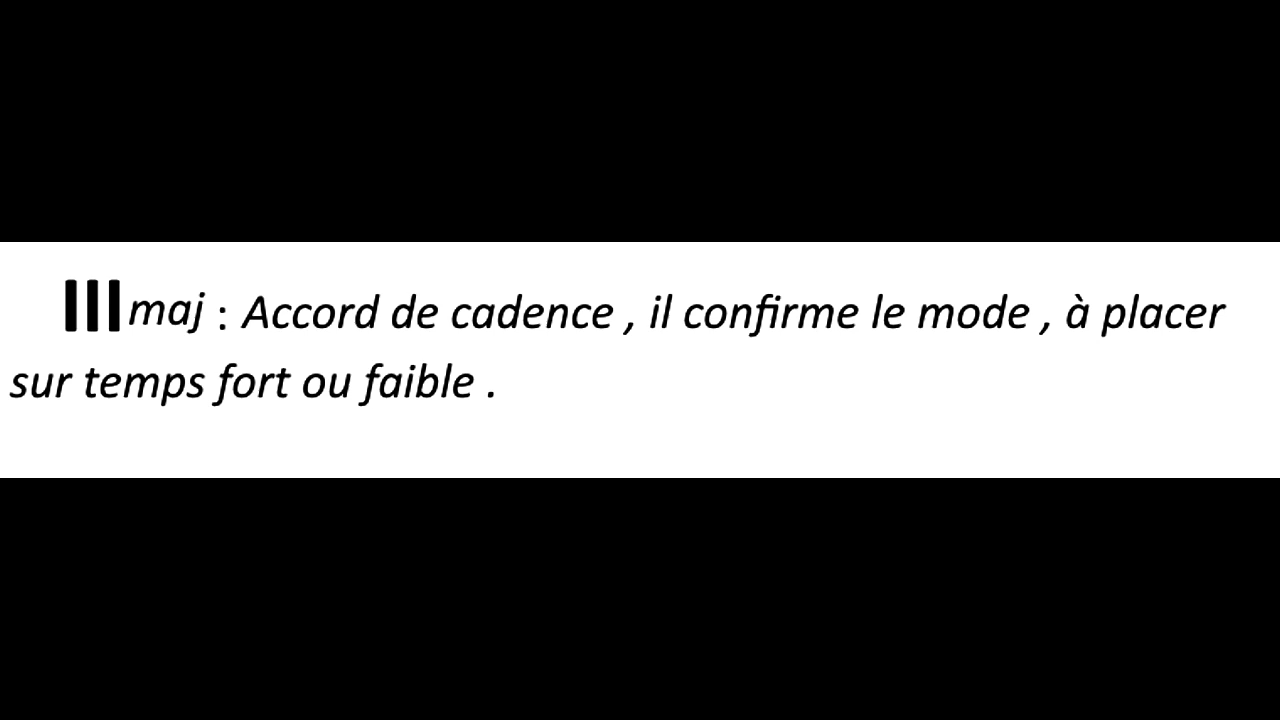 III maj : Accord de cadence , il confirme le mode , à placer
sur temps fort ou faible .